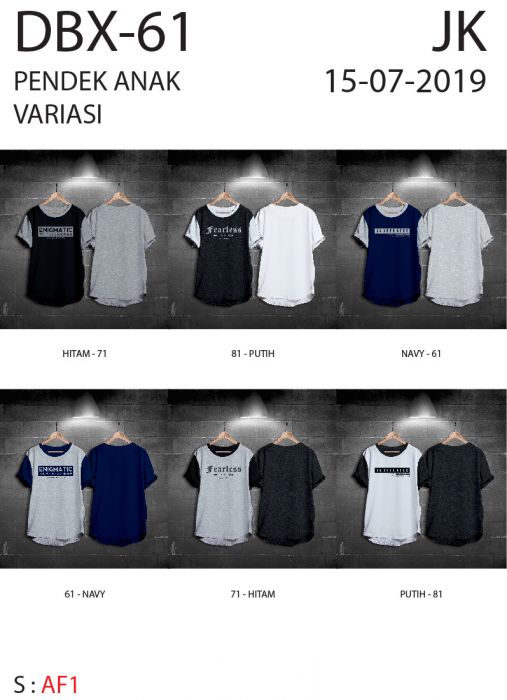 DBX-61
JK
PENDEK ANAK
15-07-2019
VARIASI
ENIGMATIC
Fearless
HITAM - 71
81 - PUTIH
NAVY - 61
ENIGMATIC
Fearless
61 - NAVY
71 - HITAM
PUTIH - 81
S : AF1